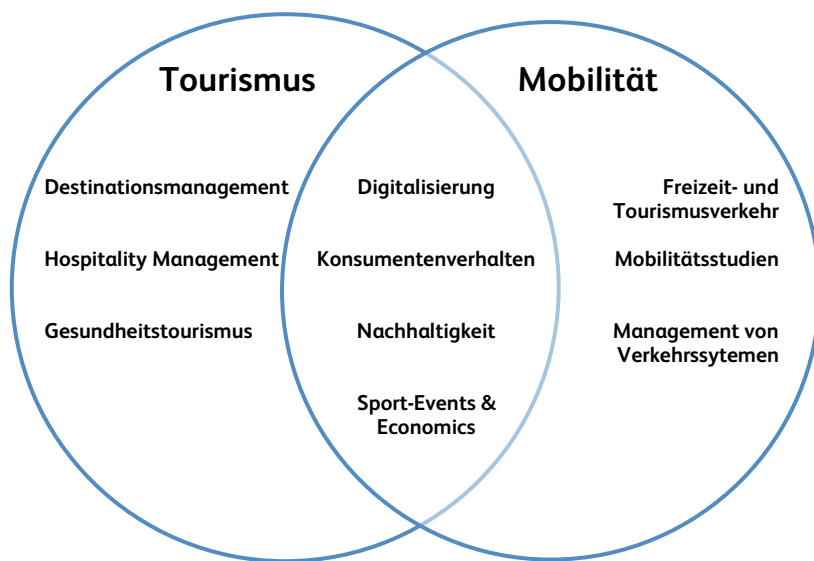 Tourismus
Mobilität
Destinationsmanagement
Digitalisierung
Freizeit- und
Tourismusverkehr
Hospitality Management
Konsumentenverhalten
Mobilitätsstudien
Gesundheitstourismus
Nachhaltigkeit
Management von
Verkehrssytemen
Sport-Events &
Economics